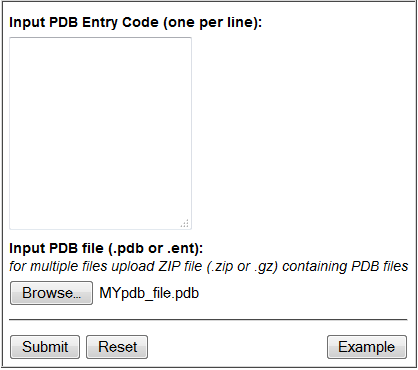 Input PDB Entry Code (one per line):
Input PDB file (.pdb or .ent):
for multiple files upload ZIP file (.zip or .gz) containing PDB files
Browse... MYpdb_file.pdb
Submit Reset Example